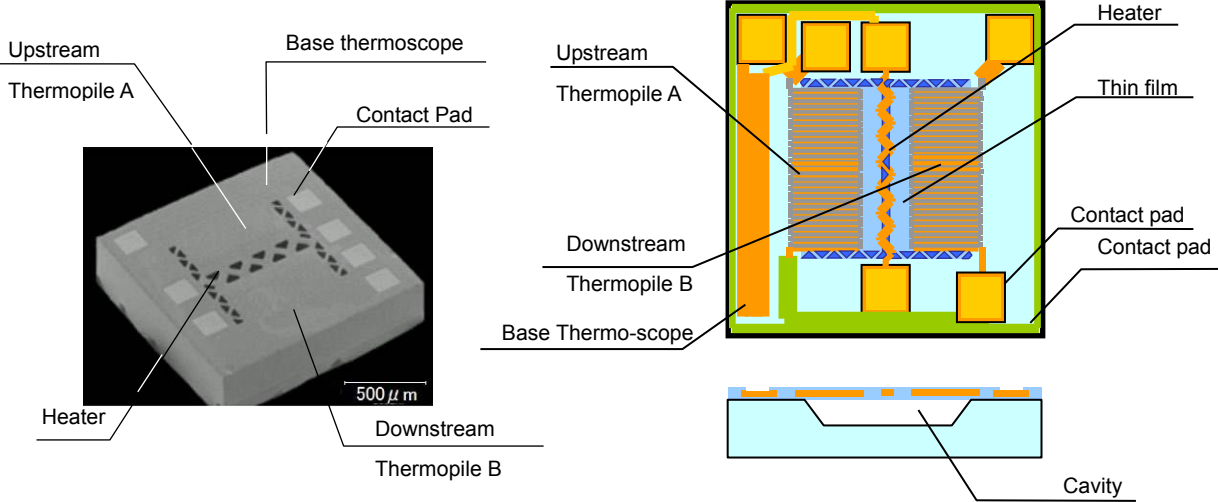 Upstream
Thermopile A
Base thermoscope
Contact Pad
500 μ m
Heater
Downstream
Thermopile B
Upstream
Thermopile A
Heater
Thin film
Downstream
Thermopile B
Contact pad
Contact pad
Base Thermo-scope
Cavity